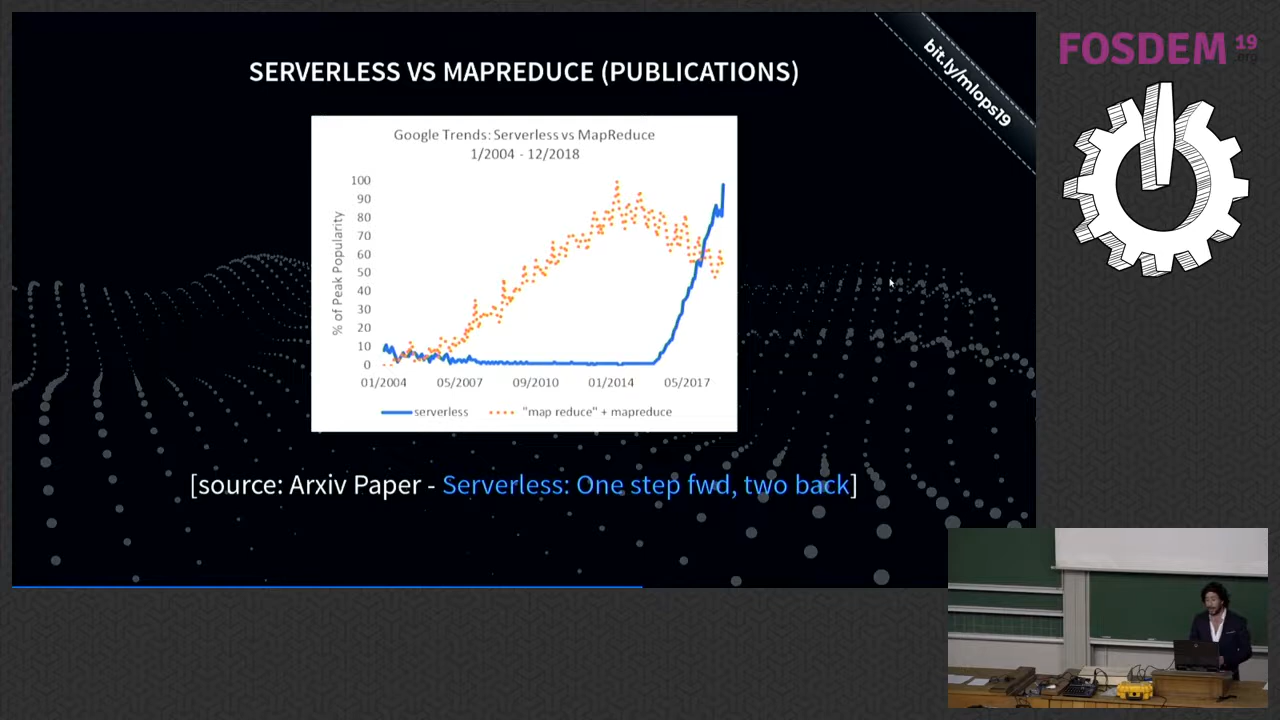 SERVERLESS VS MAPREDUCE (PUBLICATIONS)
bit.ly/mlops19
FOSDEM 19
.org
Google Trends: Serverless vs MapReduce
1/2004 - 12/2018
% of Peak Popularity
100
90
80
70
60
50
40
30
20
10
0
01/2004 05/2007 09/2010 01/2014 05/2017
serverless "map reduce" + mapreduce
[source: Arxiv Paper - Serverless: One step fwd, two back]